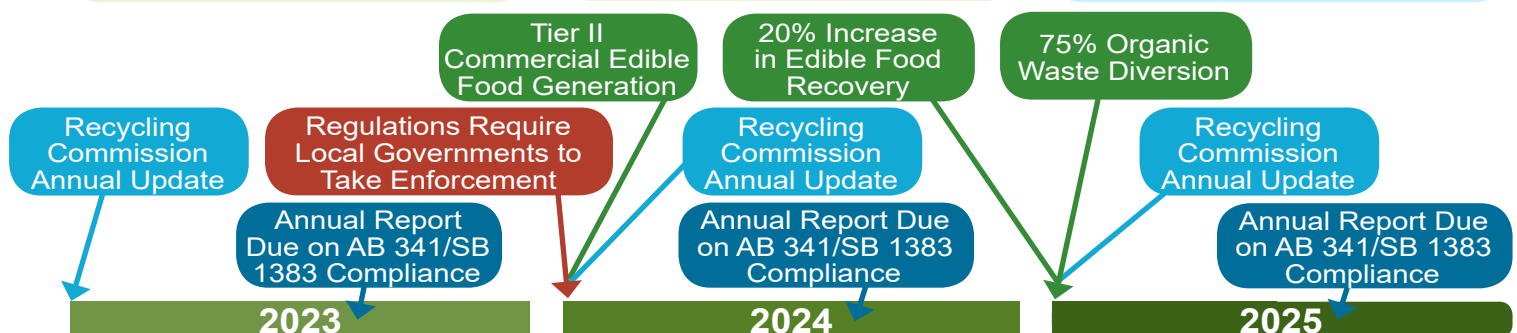 Tier II
Commercial Edible
Food Generation
20% Increase
in Edible Food
Recovery
75% Organic
Waste Diversion
Recycling
Commission
Annual Update
Regulations Require
Local Governments to
Take Enforcement
Recycling
Commission
Annual Update
Recycling
Commission
Annual Update
Annual Report
Due on AB 341/SB
1383 Compliance
Annual Report Due
on AB 341/SB 1383
Compliance
Annual Report Due
on AB 341/SB 1383
Compliance
2023
2024
2025